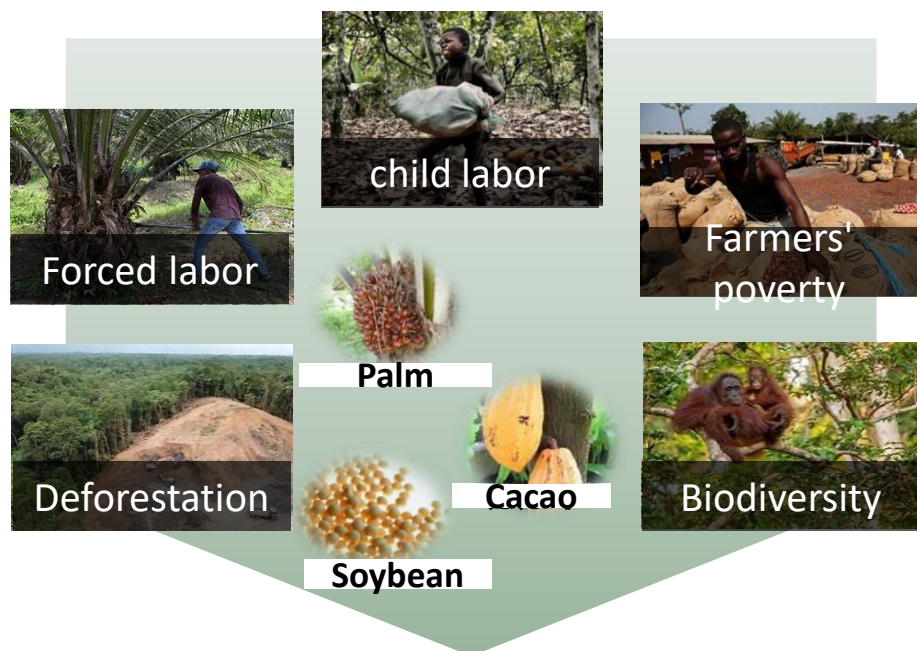 child labor
Forced labor
Farmers'
poverty
Palm
Deforestation
Cacao
Biodiversity
Soybean